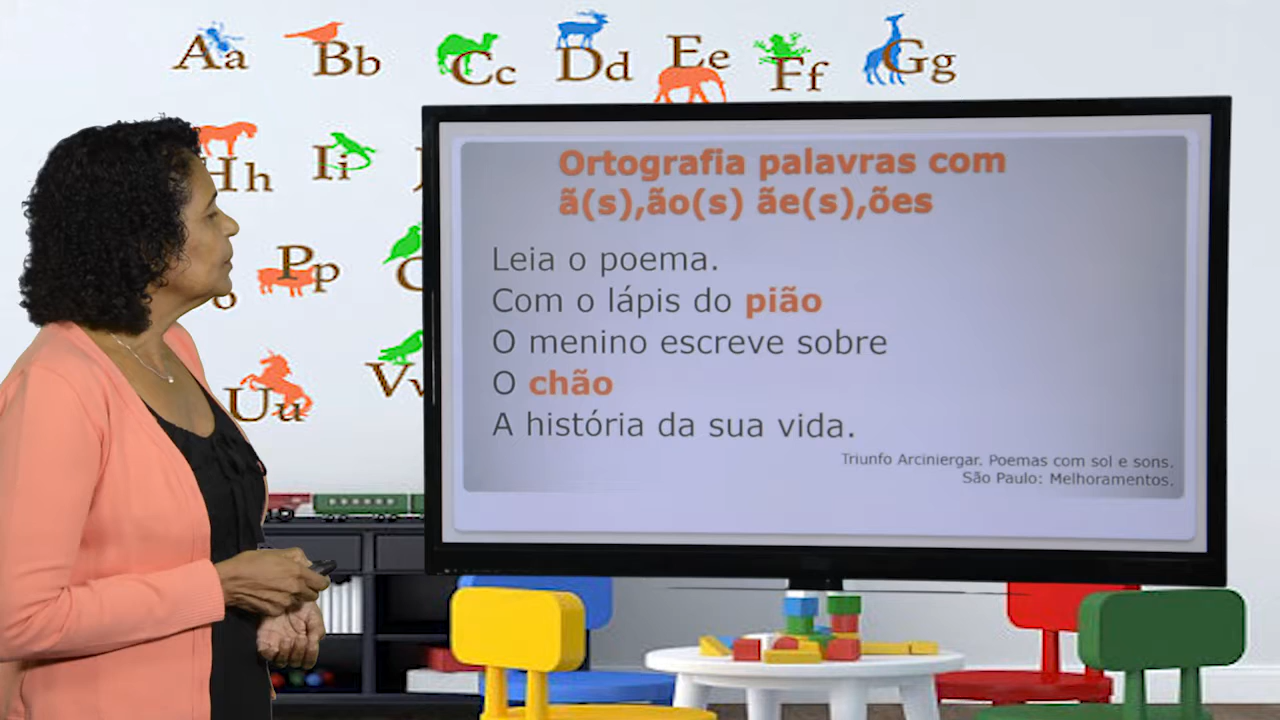 Aa Bb Cc Dd Ee Ff Gg
Hh Ii
Pp
Uu
Ortografia palavras com
ã(s),ão(s) ãe(s),ões
Leia o poema.
Com o lápis do pião
O menino escreve sobre
O chão
A história da sua vida.
Triunfo Arciniergar. Poemas com sol e sons.
São Paulo: Melhoramentos.